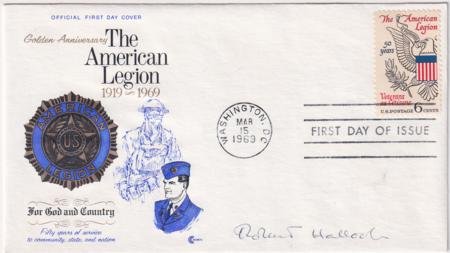 OFFICIAL FIRST DAY COVER
Golden Anniversary
The American Legion
1919 - 1969
AMERICAN
US
LEGION
For God and Country
Fifty years of service
to community, state, and nation
WASHINGTON, D.C.
MAR
15
1969
FIRST DAY OF ISSUE
The American
Legion
50
years
Veterans as Citizens
U.S. POSTAGE 6 CENTS
Robert Hallock